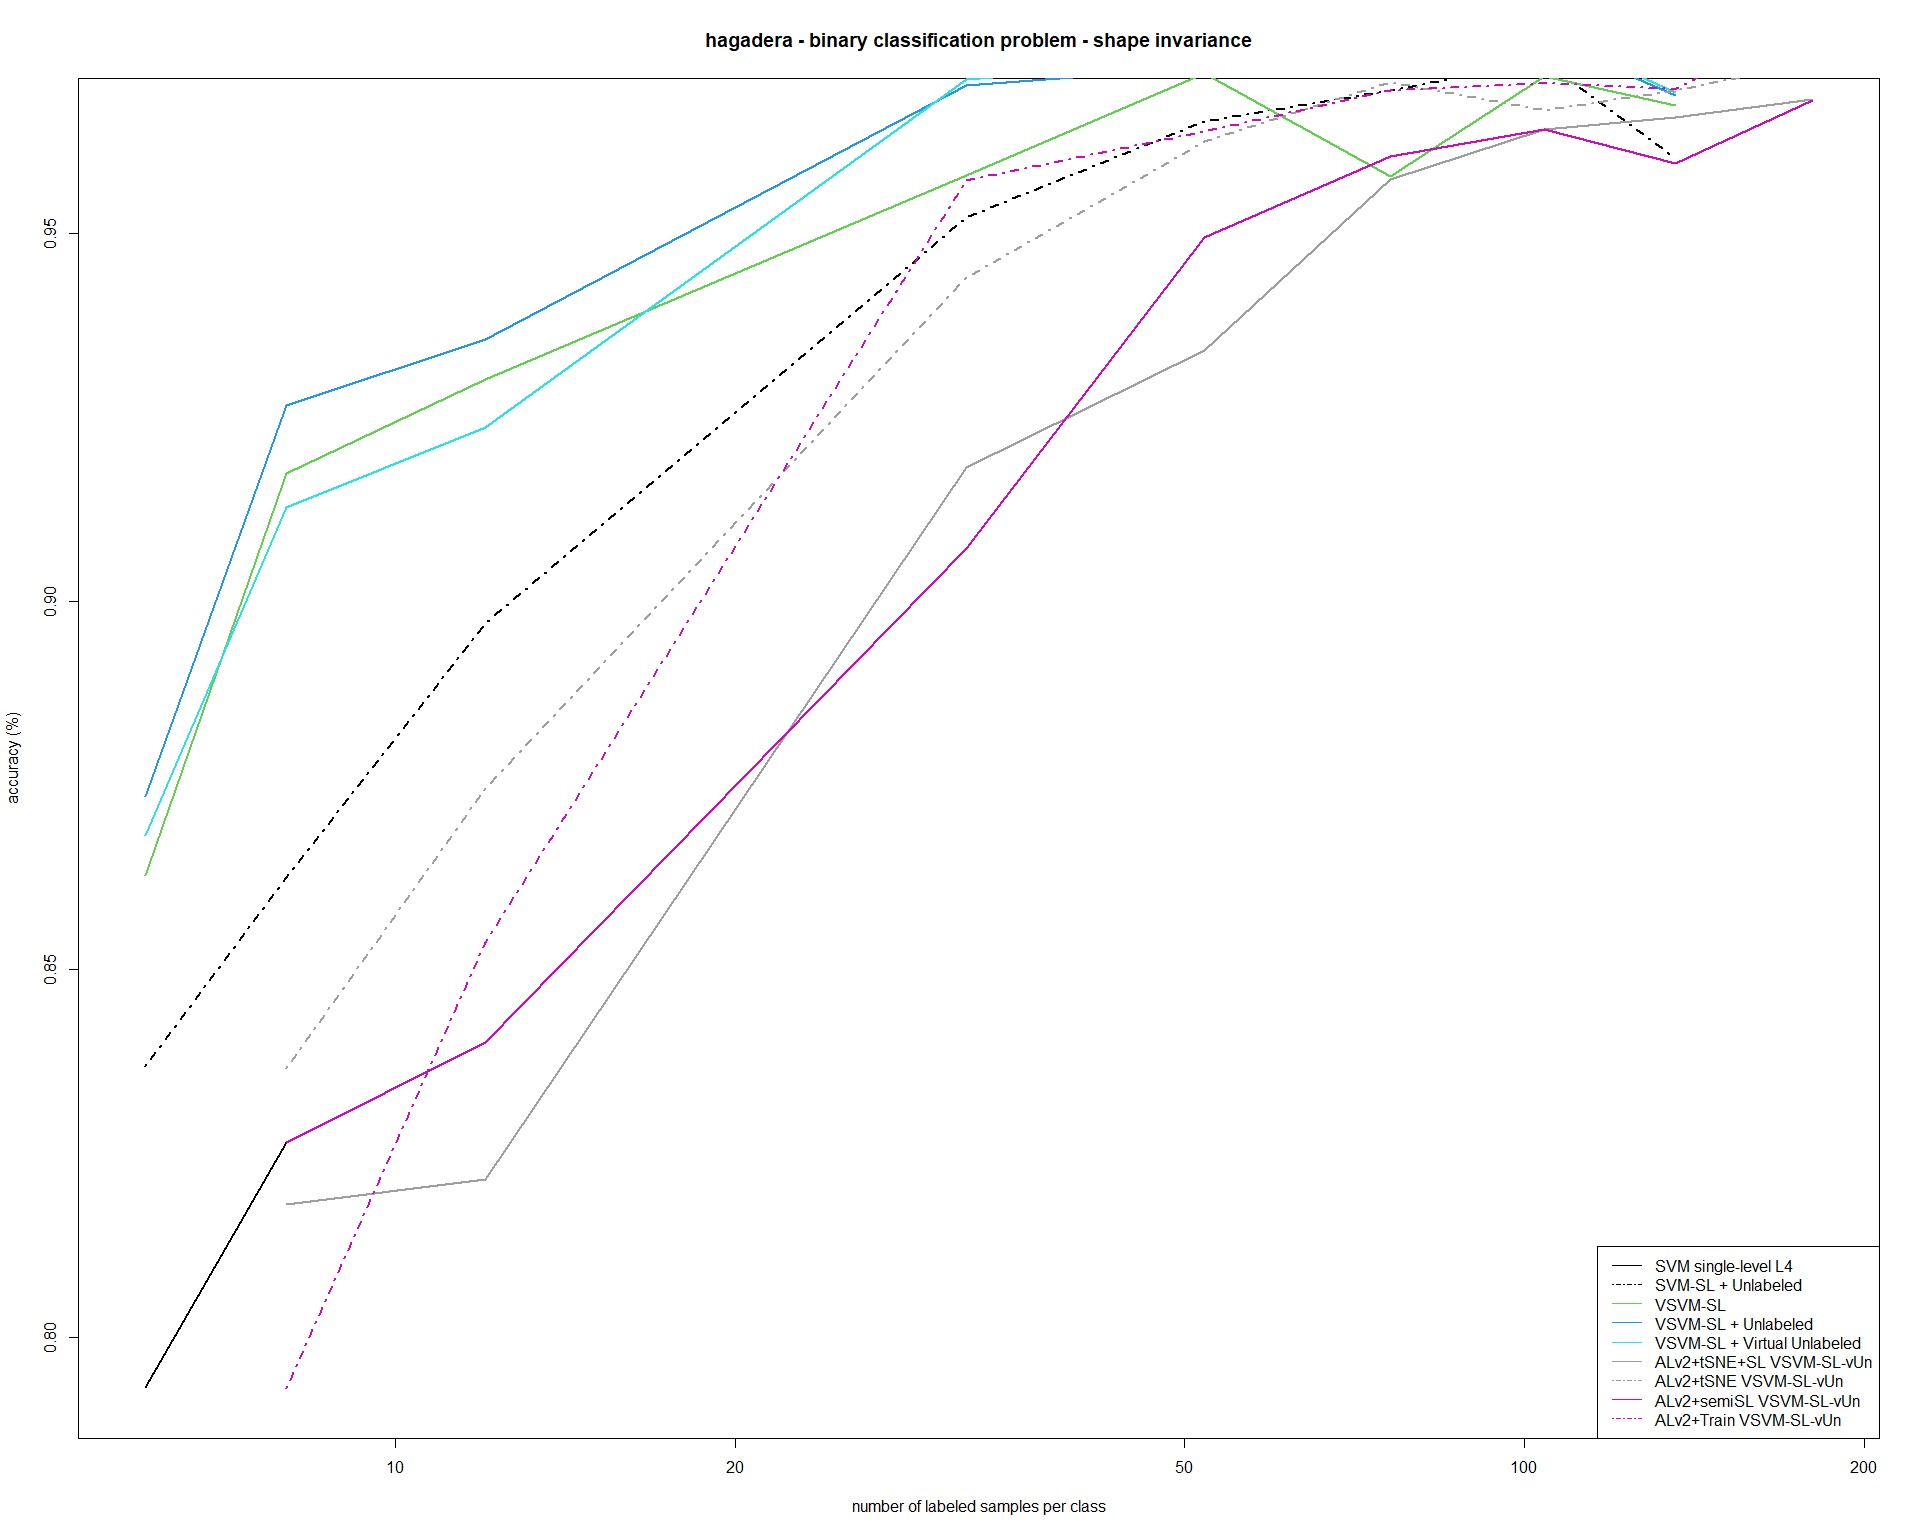 hagadera - binary classification problem - shape invariance
accuracy (%)
0.95
0.90
0.85
0.80
10
20
50
100
200
number of labeled samples per class
SVM single-level L4
SVM-SL + Unlabeled
VSVM-SL
VSVM-SL + Unlabeled
VSVM-SL + Virtual Unlabeled
ALv2+tSNE+SL VSVM-SL-vUn
ALv2+tSNE VSVM-SL-vUn
ALv2+semiSL VSVM-SL-vUn
ALv2+Train VSVM-SL-vUn